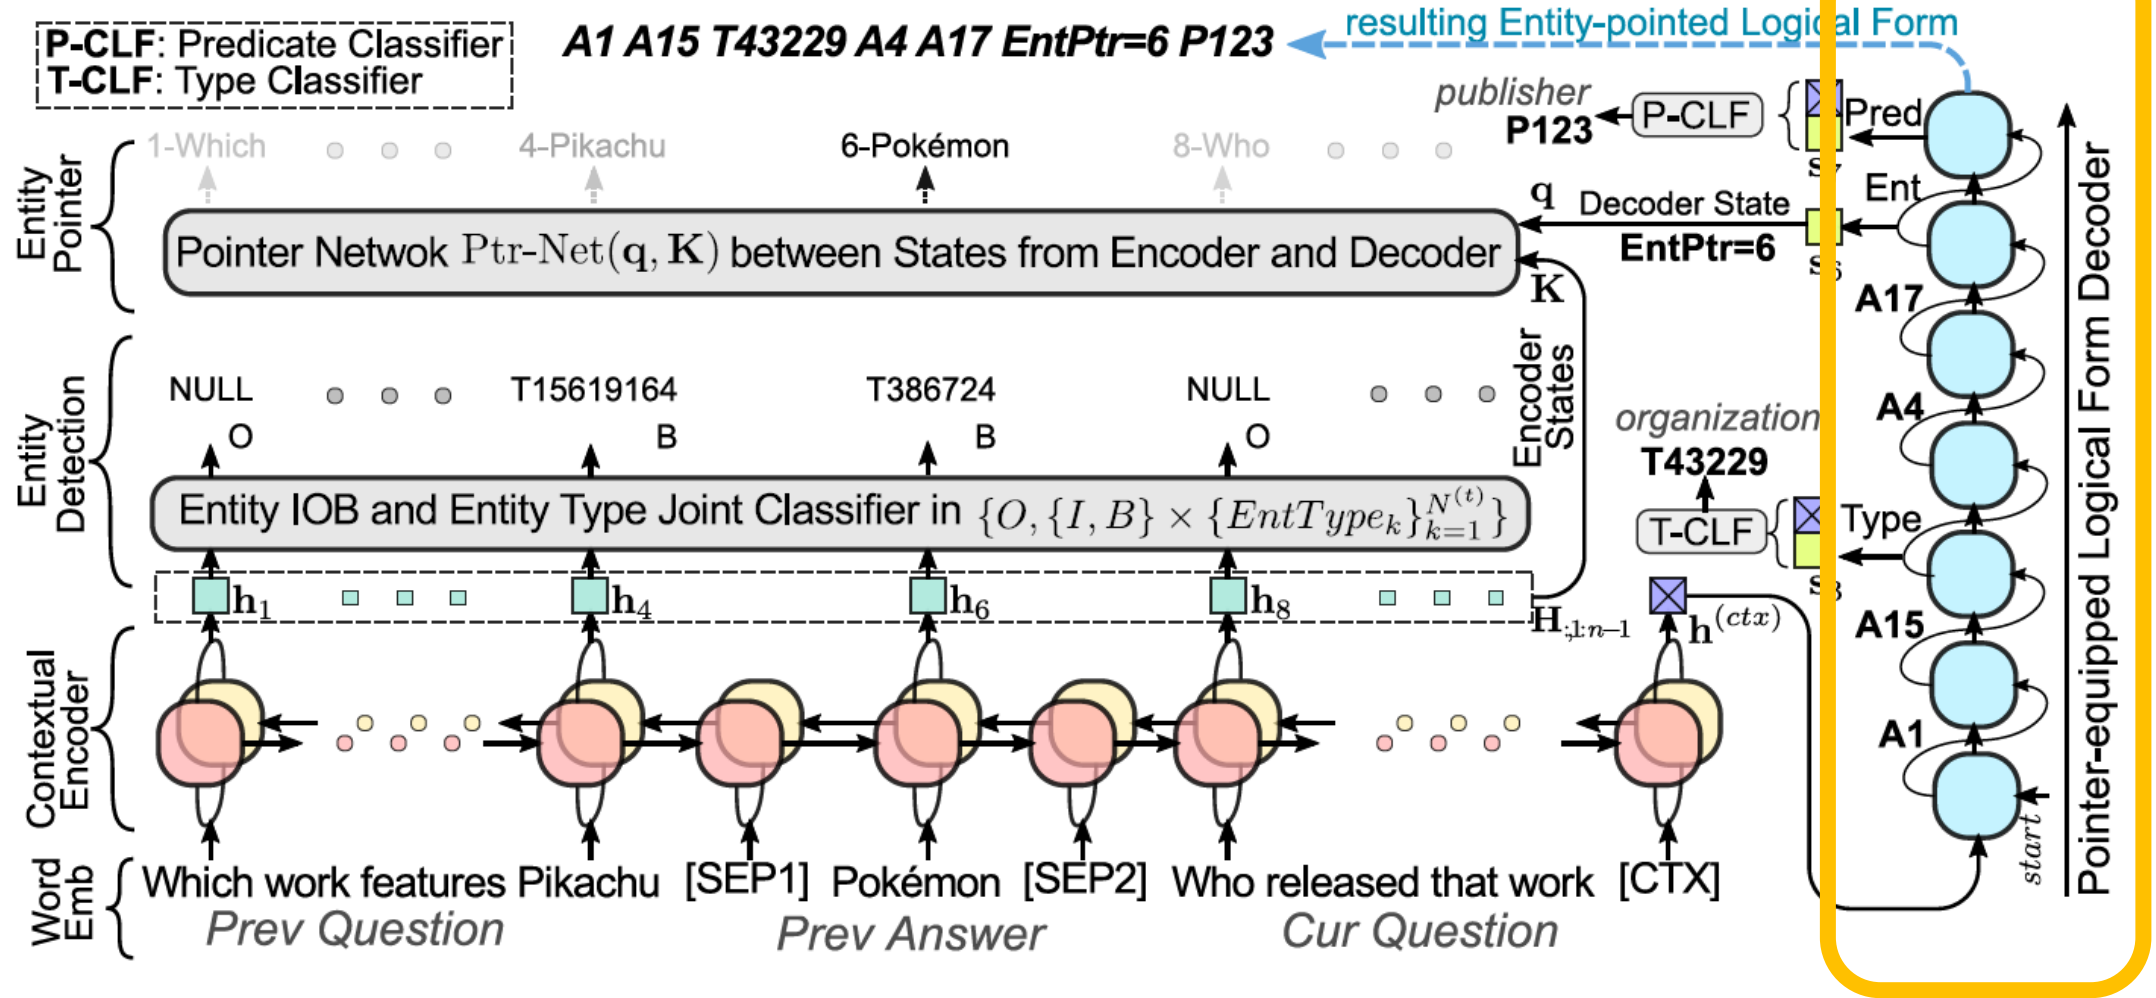 P-CLF: Predicate Classifier
T-CLF: Type Classifier
A1 A15 T43229 A4 A17 EntPtr=6 P123
resulting Entity-pointed Logical Form
Entity Pointer
1-Which
4-Pikachu
6-Pokémon
8-Who
Pointer Netwok Ptr-Net(q, K) between States from Encoder and Decoder
q
K
Decoder State
EntPtr=6
publisher
P123
P-CLF
Pred
s7
Ent
s6
Entity Detection
NULL
O
T15619164
B
T386724
B
NULL
O
Entity IOB and Entity Type Joint Classifier in {O, {I, B} × {EntType_k}_{k=1}^{N^{(t)}}}
Encoder States
h1
h4
h6
h8
H:,1:n−1
organization
T43229
T-CLF
Type
s3
h(ctx)
A17
A4
A15
A1
start
Pointer-equipped Logical Form Decoder
Contextual Encoder
Word Emb
Which work features Pikachu [SEP1] Pokémon [SEP2] Who released that work [CTX]
Prev Question
Prev Answer
Cur Question